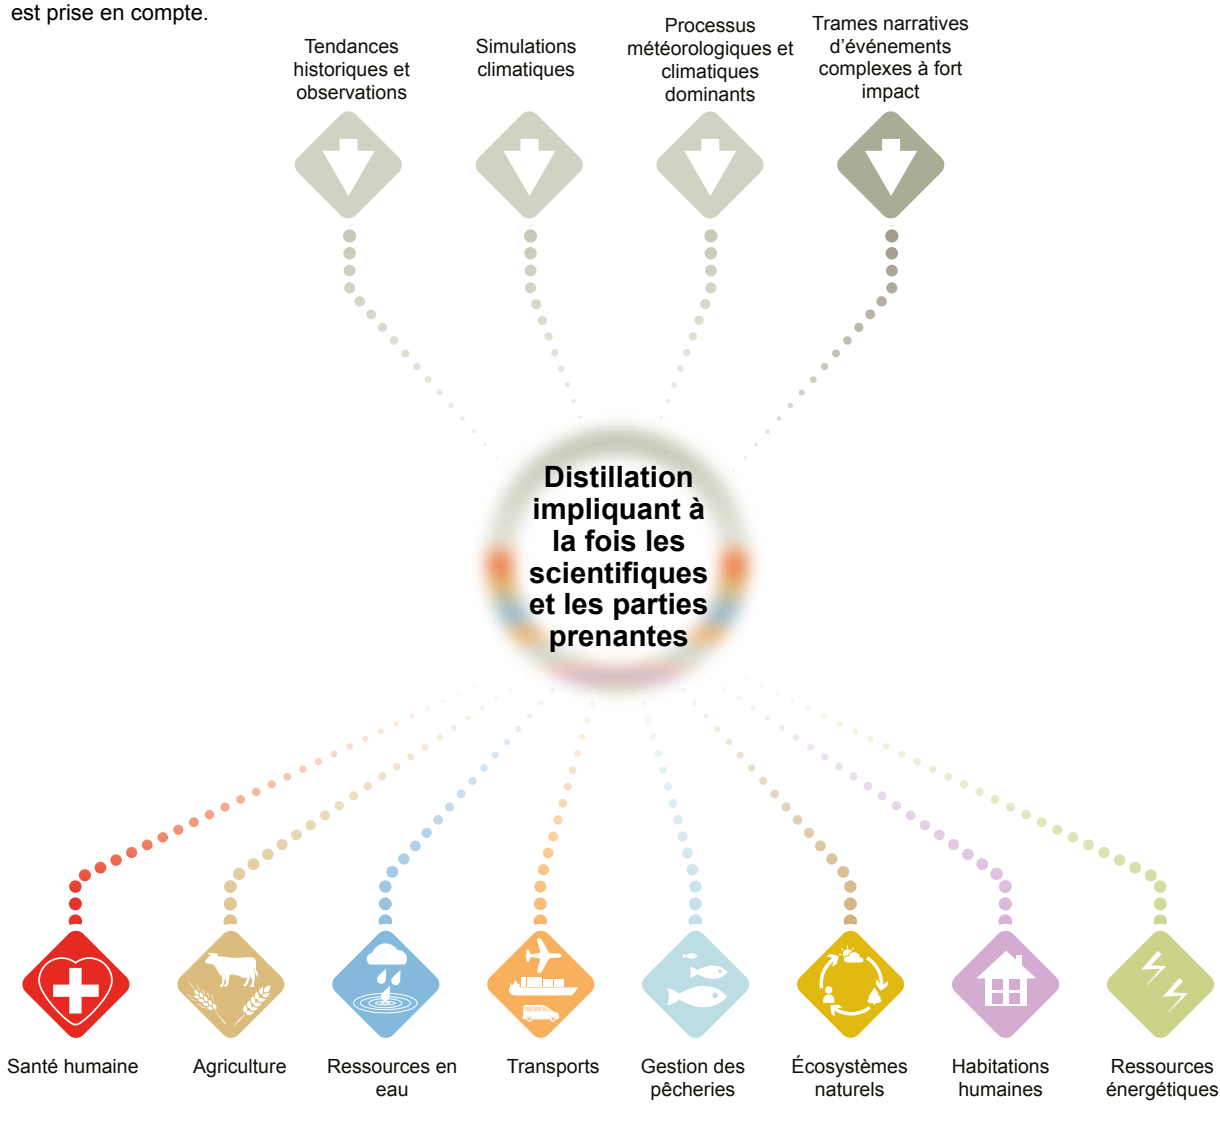 est prise en compte.
Tendances
historiques et
observations
Simulations
climatiques
Processus
météorologiques et
climatiques
dominants
Trames narratives
d’événements
complexes à fort
impact
Distillation
impliquant à
la fois les
scientifiques
et les parties
prenantes
Santé humaine
Agriculture
Ressources en
eau
Transports
Gestion des
pêcheries
Écosystèmes
naturels
Habitations
humaines
Ressources
énergétiques